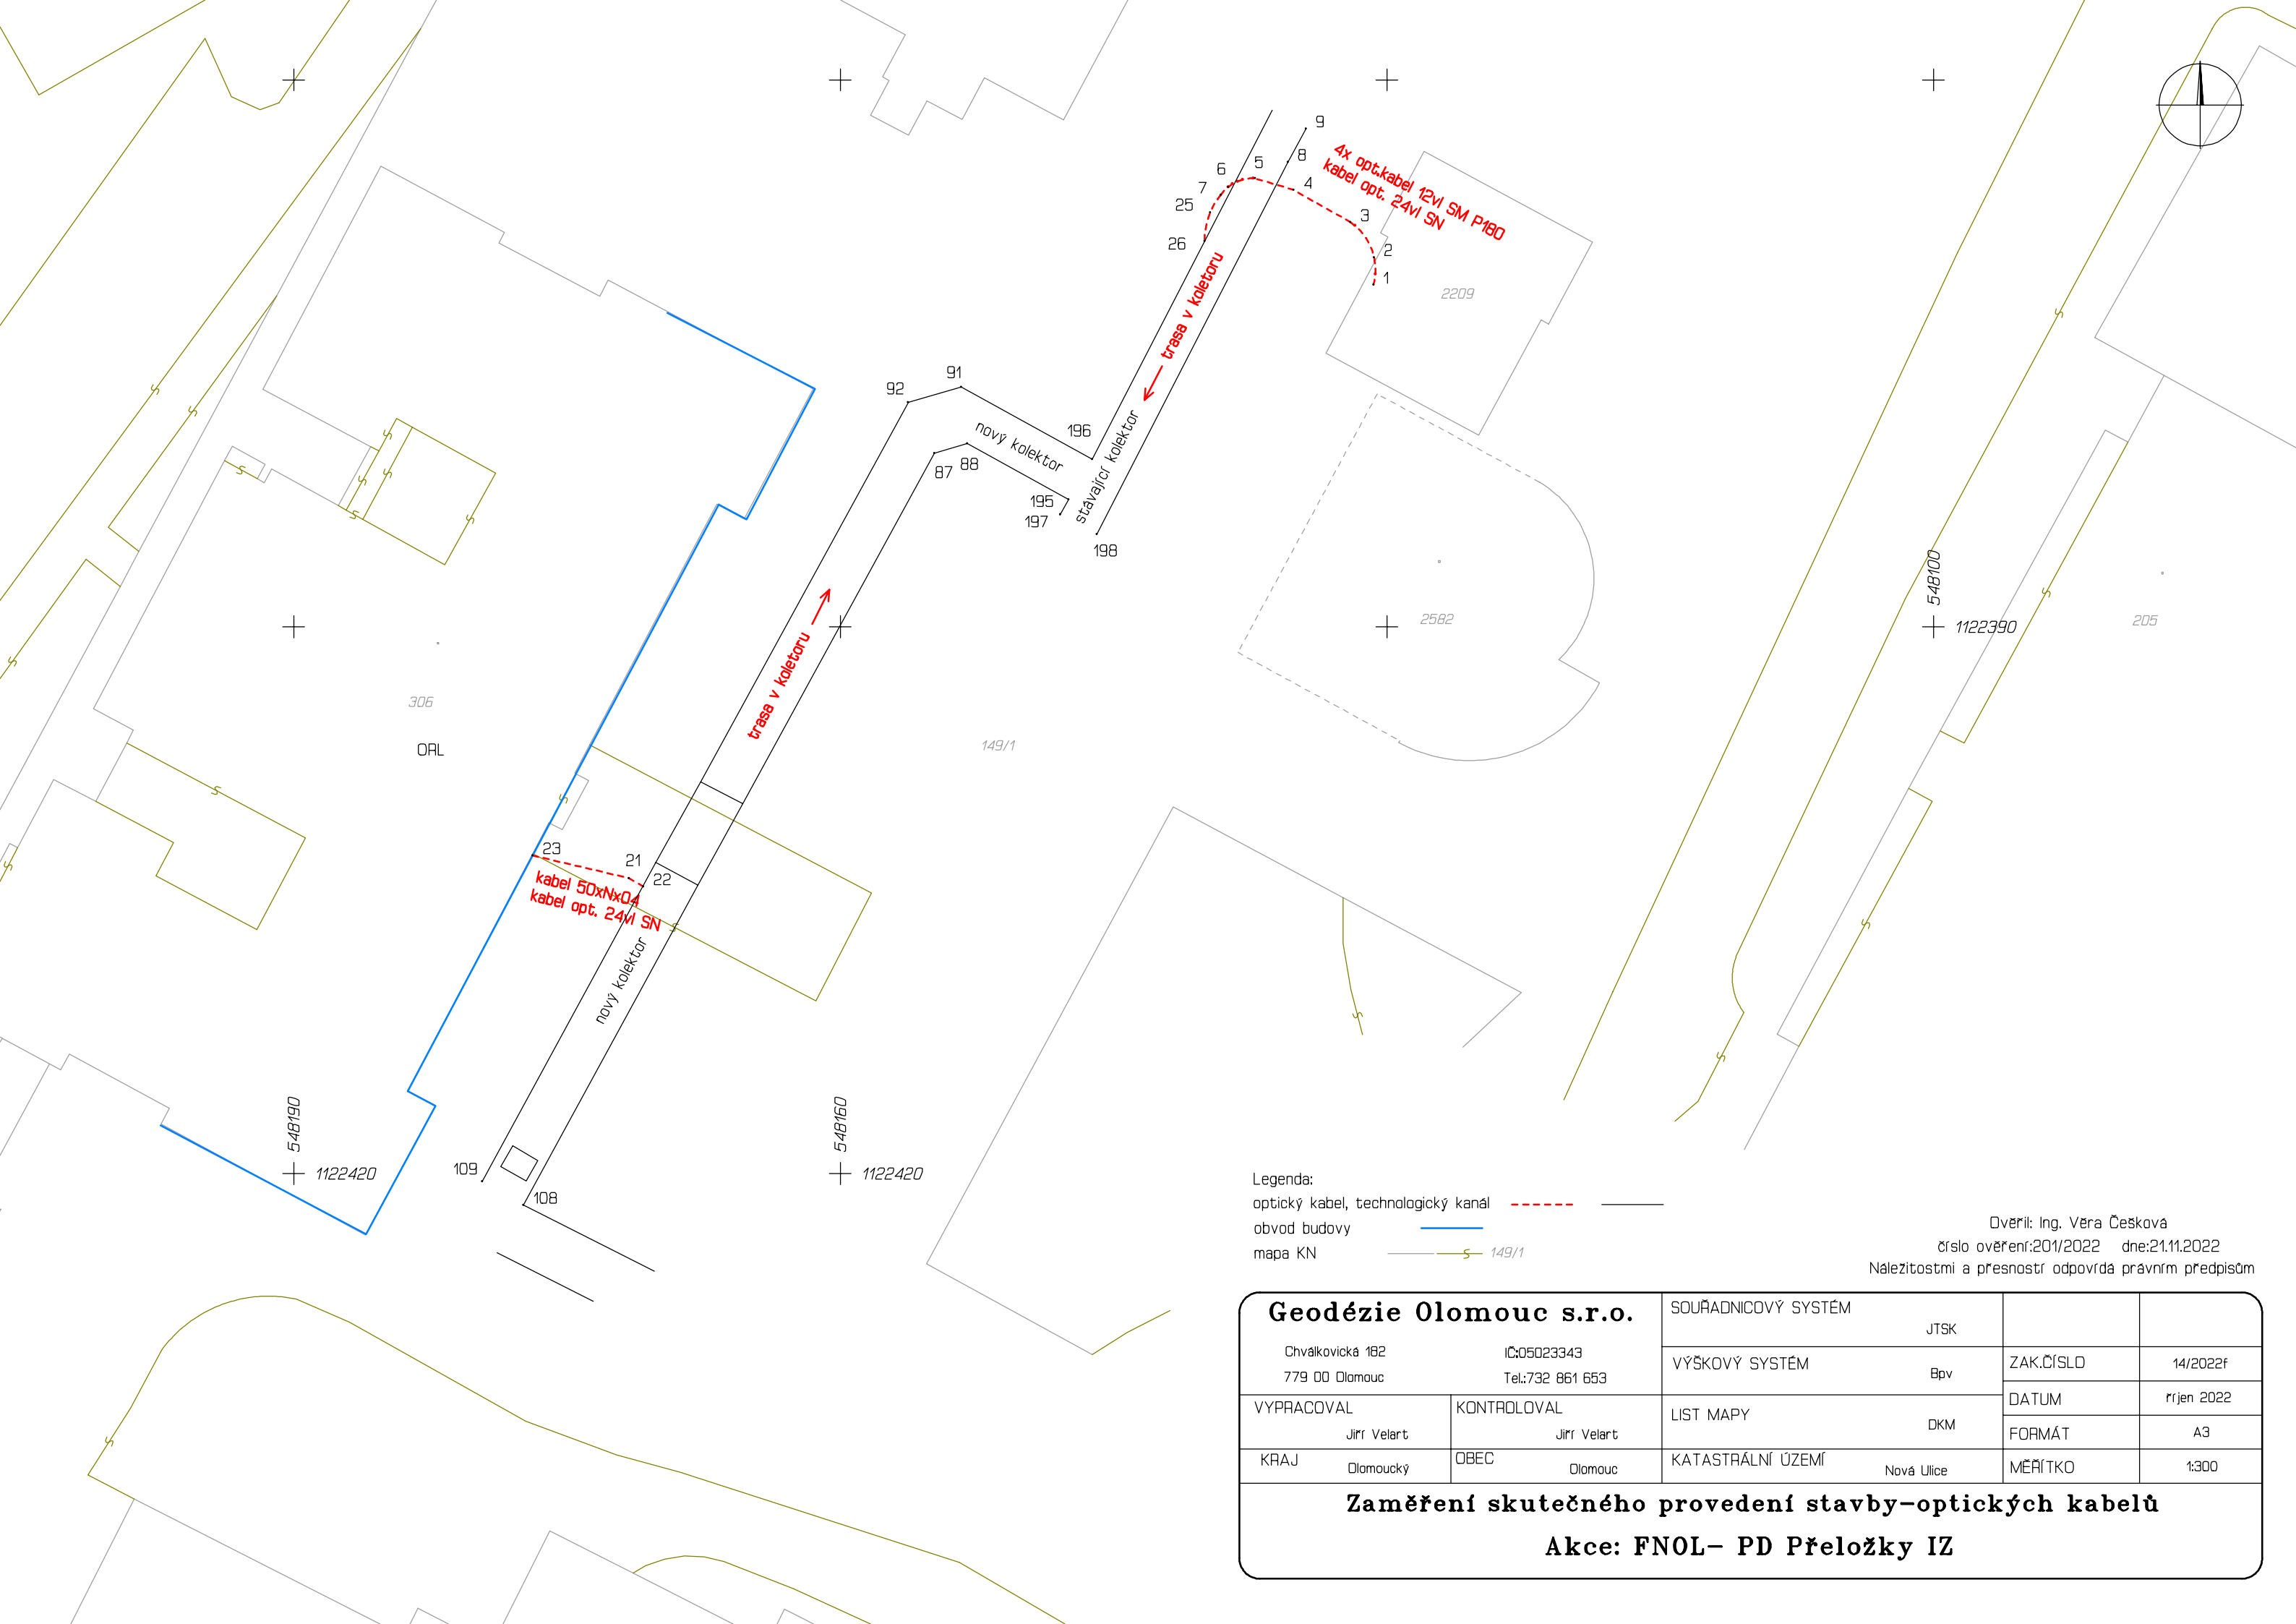 9
8
6
5
4
7
25
3
26
2
1
4x opt.kabel 12vl SM P180
kabel opt. 24vl SN
2209
trasa v koletoru
S
S
S
92
91
196
nový kolektor
stávající kolektor
87
88
195
197
198
S
S
S
S
S
S
S
548100
1122390
S
205
2582
trasa v koletoru
306
ORL
149/1
S
S
S
S
23
21
22
kabel 50xNx04
kabel opt. 24vl SN
S
S
nový kolektor
S
S
548190
1122420
548160
1122420
109
108
S
Legenda:
optický kabel, technologický kanál
obvod budovy
mapa KN
S
149/1
Ověřil: Ing. Věra Češková
číslo ověření:201/2022 dne:21.11.2022
Náležitostmi a přesností odpovídá právním předpisům
Geodézie Olomouc s.r.o.
Chválkovická 182
IČ:05023343
779 00 Olomouc
Tel.:732 861 653
SOUŘADNICOVÝ SYSTÉM
JTSK
VÝŠKOVÝ SYSTÉM
Bpv
ZAK.ČÍSLO
14/2022f
VYPRACOVAL
Jiří Velart
KONTROLOVAL
Jiří Velart
LIST MAPY
DKM
DATUM
říjen 2022
FORMÁT
A3
KRAJ
Olomoucký
OBEC
Olomouc
KATASTRÁLNÍ ÚZEMÍ
Nová Ulice
MĚŘÍTKO
1:300
Zaměření skutečného provedení stavby-optických kabelů
Akce: FNOL- PD Přeložky IZ